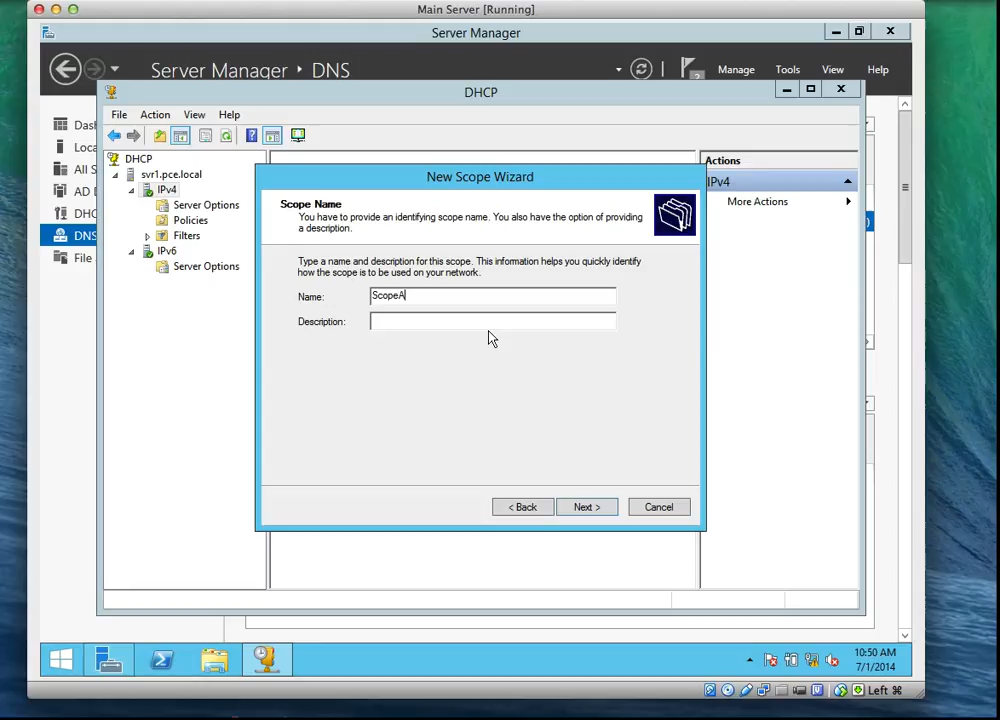 Main Server [Running]
Server Manager
Server Manager ‣ DNS
Manage Tools View Help
DHCP
File Action View Help
Dash
Loca
All S
AD D
DHC
DNS
File
DHCP
svr1.pce.local
IPv4
Server Options
Policies
Filters
IPv6
Server Options
Actions
IPv4
More Actions
New Scope Wizard
Scope Name
You have to provide an identifying scope name. You also have the option of providing
a description.
Type a name and description for this scope. This information helps you quickly identify
how the scope is to be used on your network.
Name: ScopeA
Description:
< Back Next > Cancel
10:50 AM
7/1/2014
Left ⌘